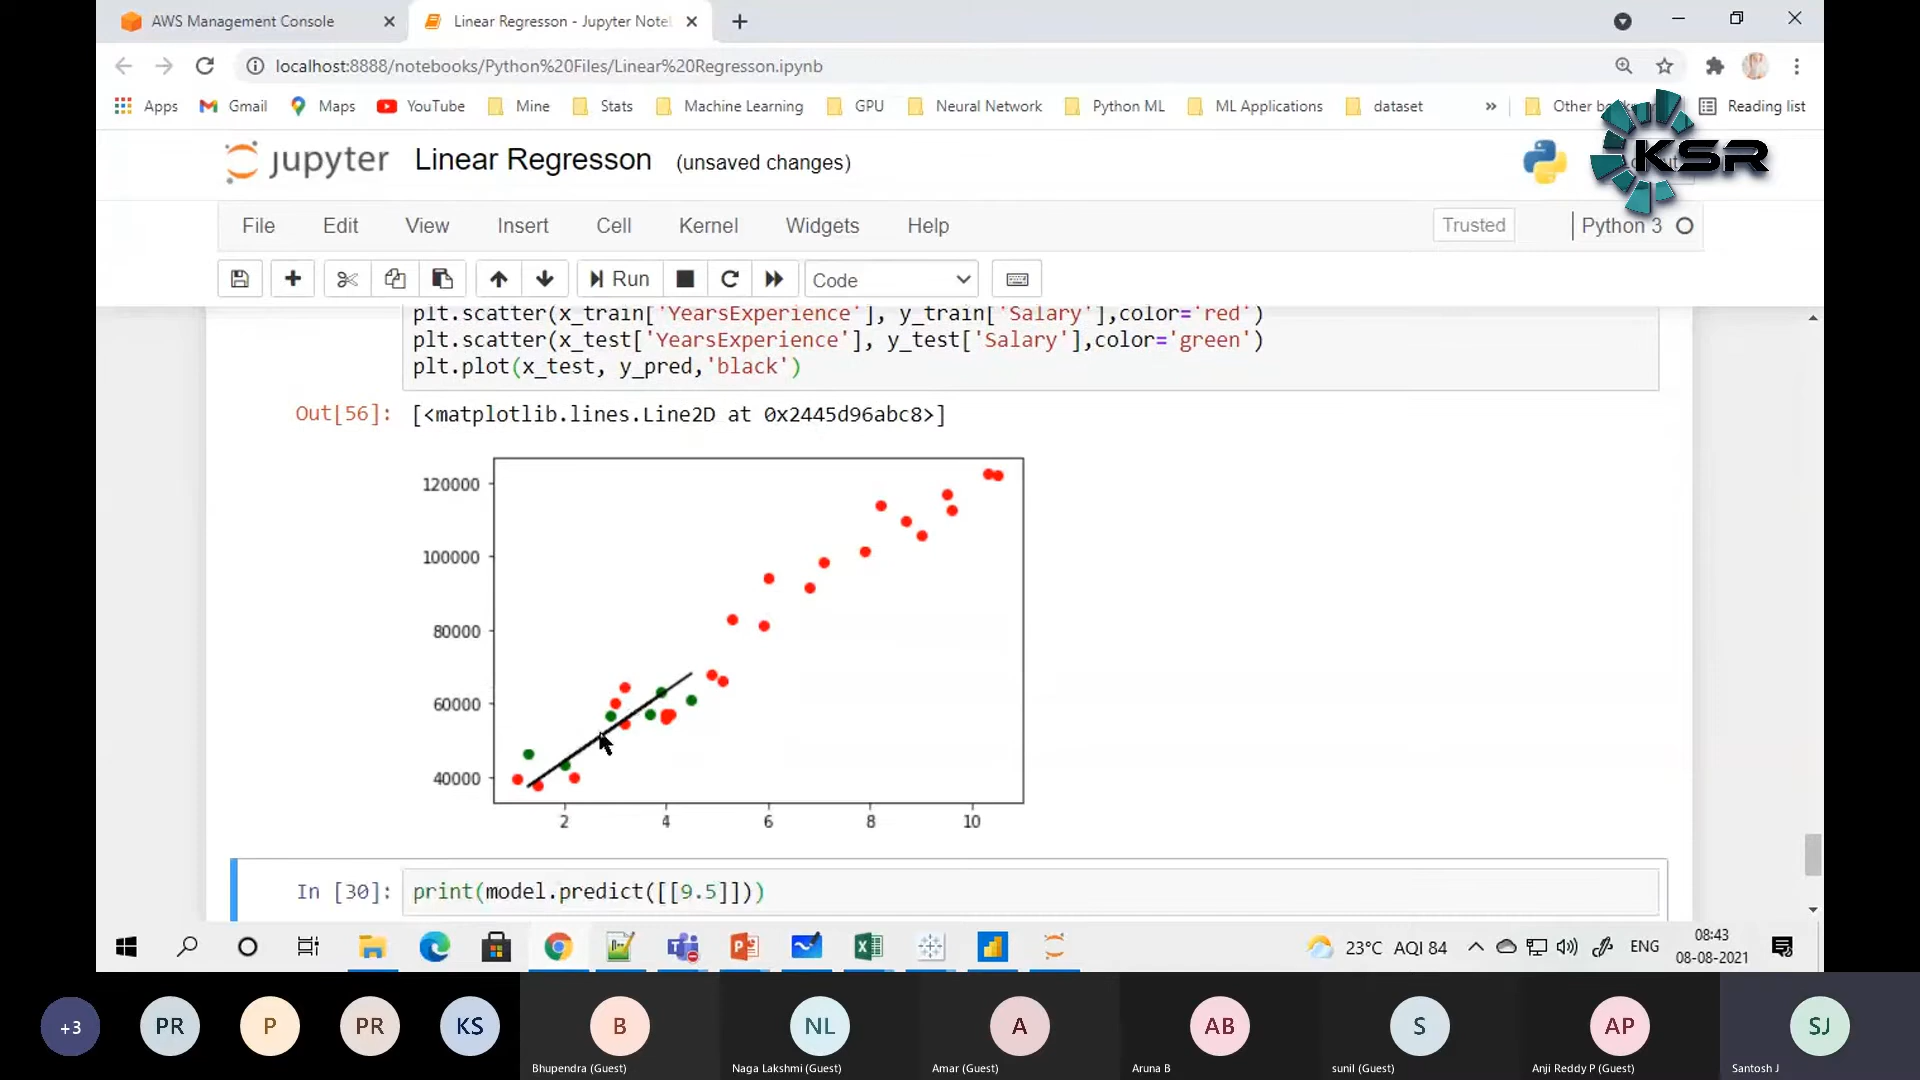 AWS Management Console
Linear Regresson - Jupyter Note
localhost:8888/notebooks/Python%20Files/Linear%20Regresson.ipynb
Apps Gmail Maps YouTube Mine Stats Machine Learning GPU Neural Network Python ML ML Applications dataset » Other Reading list
KSR
jupyter Linear Regresson (unsaved changes)
File Edit View Insert Cell Kernel Widgets Help Trusted Python 3
Run Code
plt.scatter(x_train['YearsExperience'], y_train['Salary'],color='red')
plt.scatter(x_test['YearsExperience'], y_test['Salary'],color='green')
plt.plot(x_test, y_pred,'black')
Out[56]: [<matplotlib.lines.Line2D at 0x2445d96abc8>]
120000
100000
80000
60000
40000
2 4 6 8 10
In [30]: print(model.predict([[9.5]]))
23°C AQI 84 ENG
08:43
08-08-2021
+3 PR P PR KS B NL A AB S AP SJ
Bhupendra (Guest) Naga Lakshmi (Guest) Amar (Guest) Aruna B sunil (Guest) Anji Reddy P (Guest) Santosh J